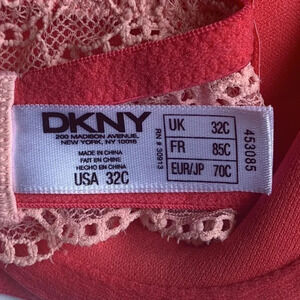 DKNY
200 MADISON AVENUE,
NEW YORK, NY 10016
MADE IN CHINA
FAIT EN CHINE
HECHO EN CHINA
USA 32C
RN # 30913
UK 32C
FR 85C
EUR/JP 70C
453085